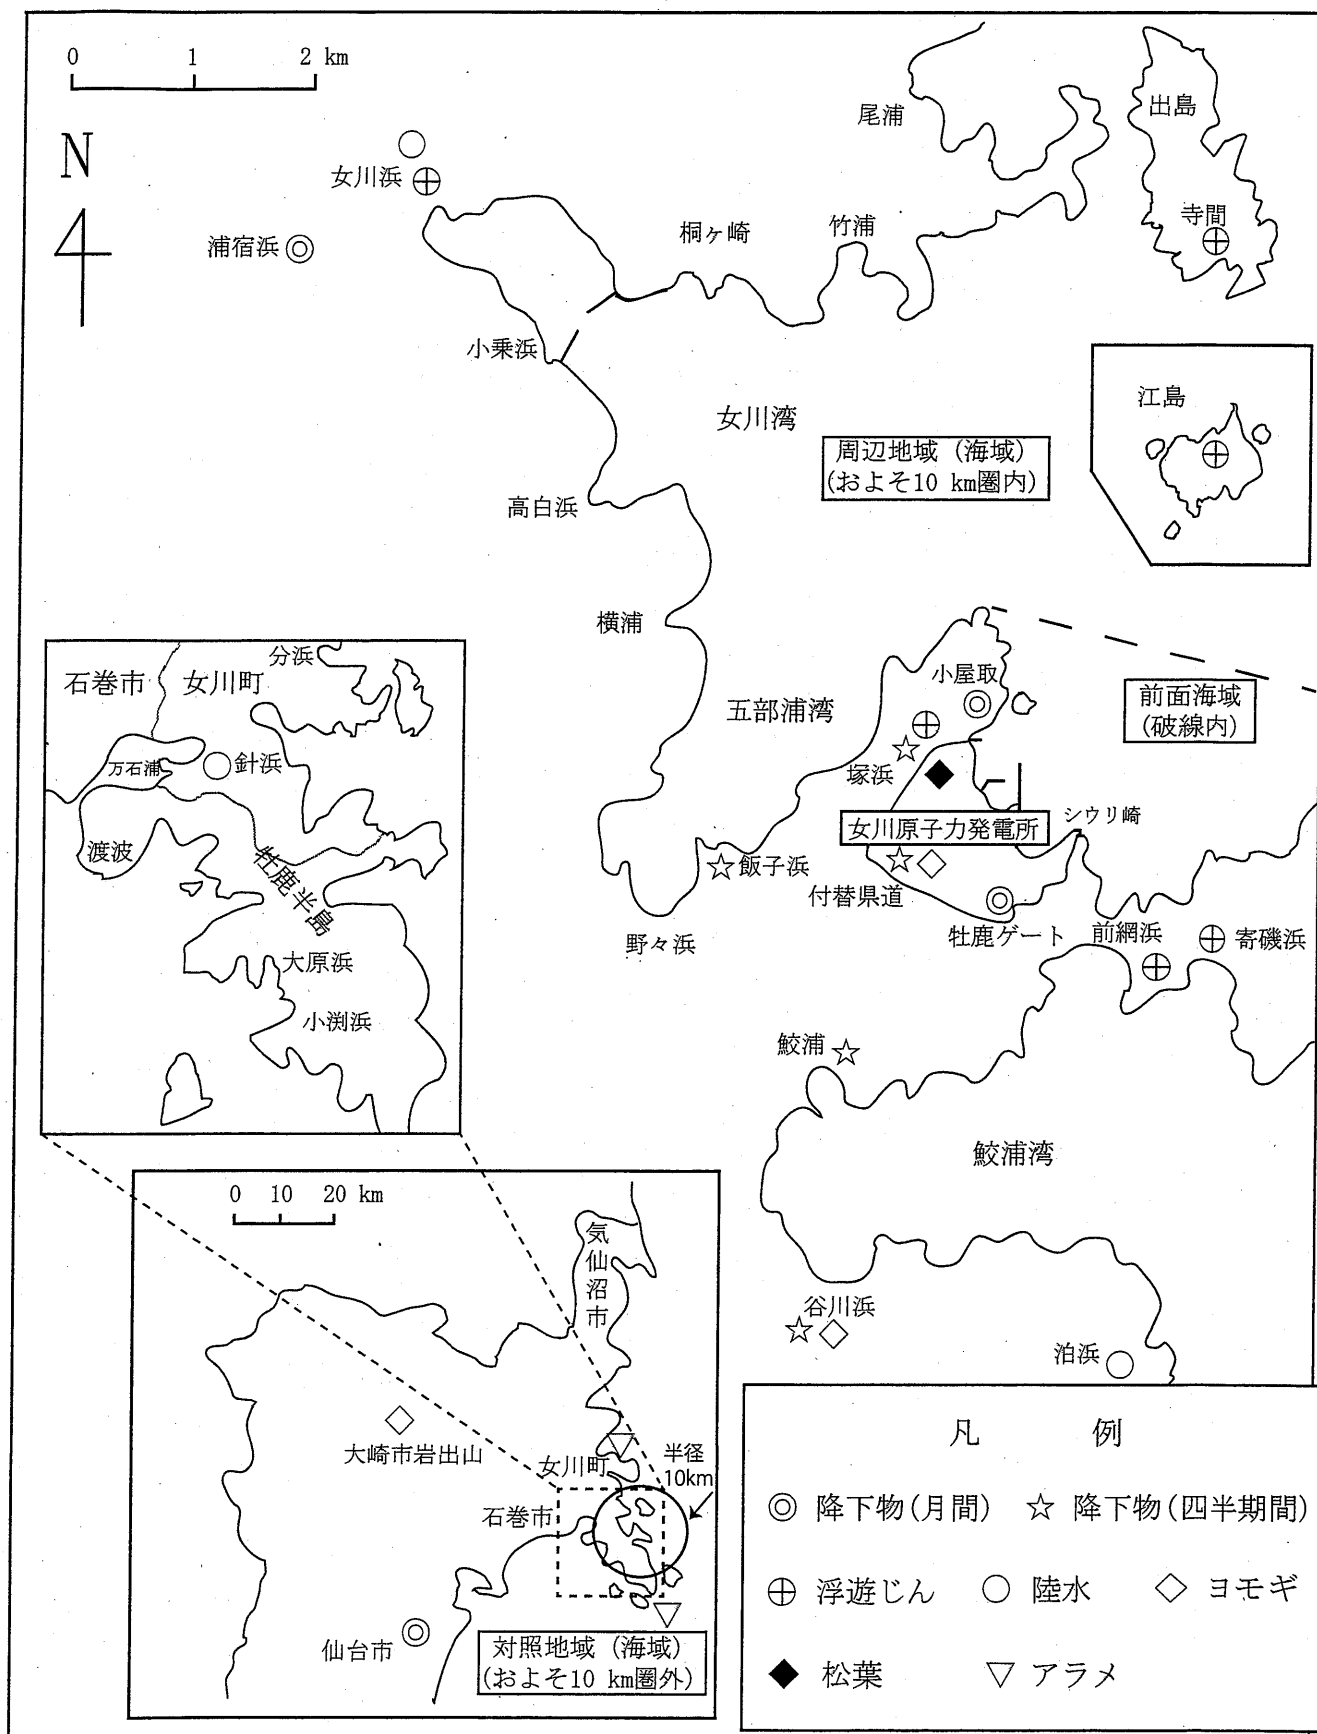 0 1 2 km
N
尾浦
出島
女川浜
寺間
浦宿浜
桐ヶ崎
竹浦
小乗浜
江島
女川湾
周辺地域 (海域)
(およそ10 km圏内)
高白浜
横浦
分浜
石巻市
女川町
小屋取
前面海域
(破線内)
五部浦湾
万石浦
針浜
塚浜
女川原子力発電所
シウリ崎
渡波
牡鹿半島
飯子浜
付替県道
野々浜
牡鹿ゲート
前網浜
寄磯浜
大原浜
小渕浜
鮫浦
鮫浦湾
0 10 20 km
気仙沼市
谷川浜
泊浜
大崎市岩出山
女川町
半径
10km
石巻市
仙台市
対照地域 (海域)
(およそ10 km圏外)
凡 例
◎ 降下物(月間) ☆ 降下物(四半期間)
⊕ 浮遊じん ○ 陸水 ◇ ヨモギ
◆ 松葉 ▽ アラメ